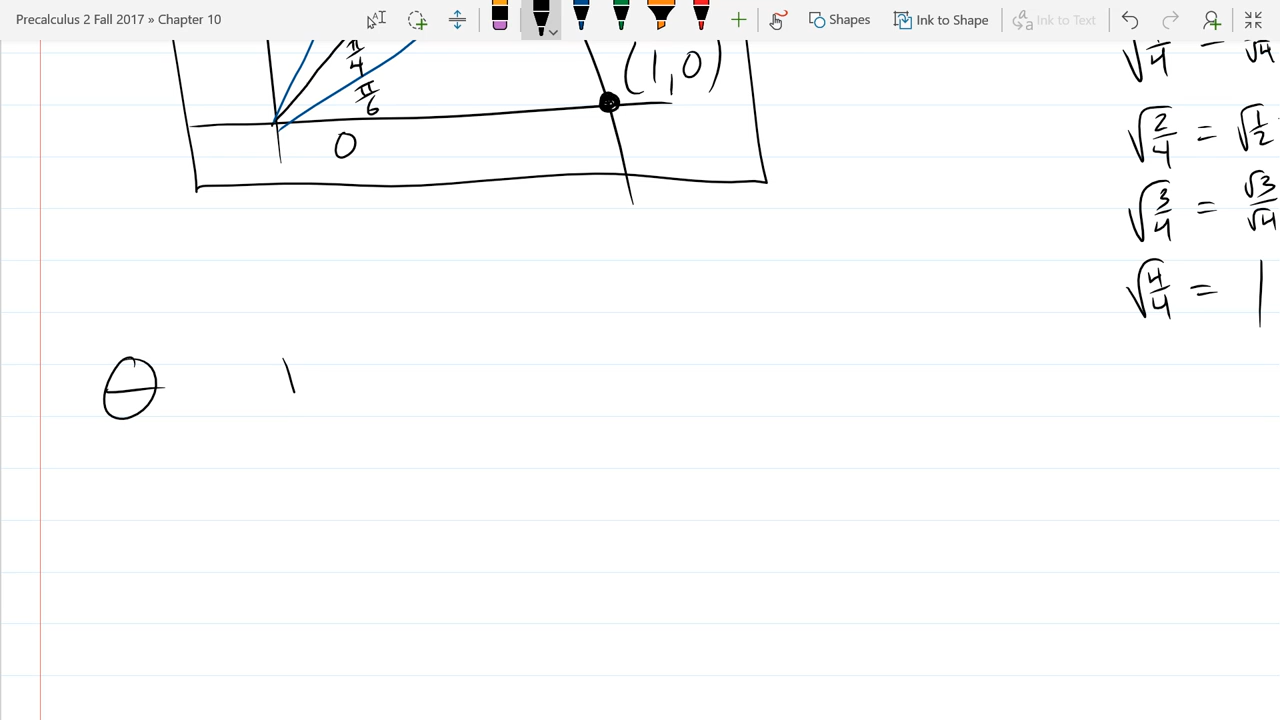 Precalculus 2 Fall 2017 » Chapter 10
Shapes
Ink to Shape
Ink to Text
π/4
π/6
0
(1,0)
√(2/4) = √(1/2)
√(3/4) = √3/√4
√(4/4) = 1
θ \